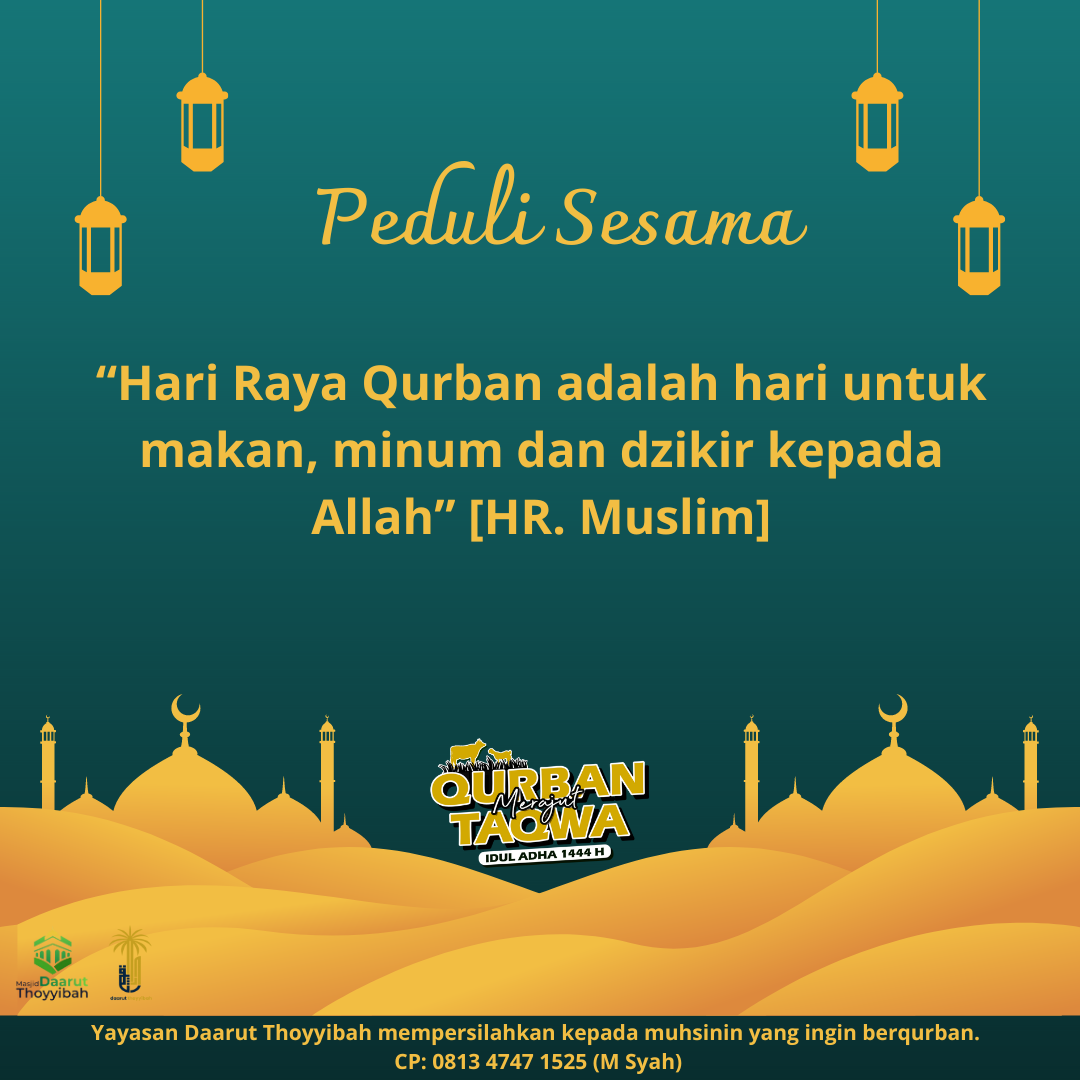 Peduli Sesama
“Hari Raya Qurban adalah hari untuk
makan, minum dan dzikir kepada
Allah” [HR. Muslim]
QURBAN
Merajut
TAQWA
IDUL ADHA 1444 H
Masjid Daarut
Thoyyibah
daarut thoyyibah
Yayasan Daarut Thoyyibah mempersilahkan kepada muhsinin yang ingin berqurban.
CP: 0813 4747 1525 (M Syah)